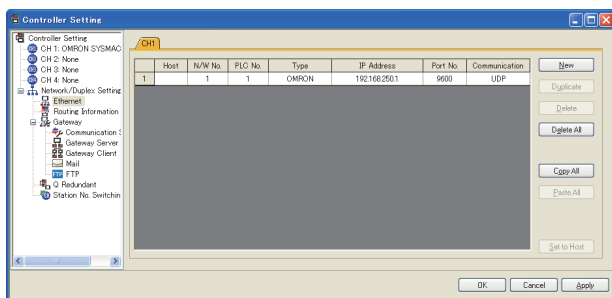 Controller Setting
Controller Setting
CH 1: OMRON SYSMAC
CH 2: None
CH 3: None
CH 4: None
Network/Duplex Setting
Ethernet
Routing Information
Gateway
Communication S
Gateway Server
Gateway Client
Mail
FTP FTP
Q Redundant
Station No. Switchin
CH1
Host N/W No. PLC No. Type IP Address Port No. Communication
1 1 1 OMRON 192.168.250.1 9600 UDP
New
Duplicate
Delete
Delete All
Copy All
Paste All
Set to Host
OK Cancel Apply